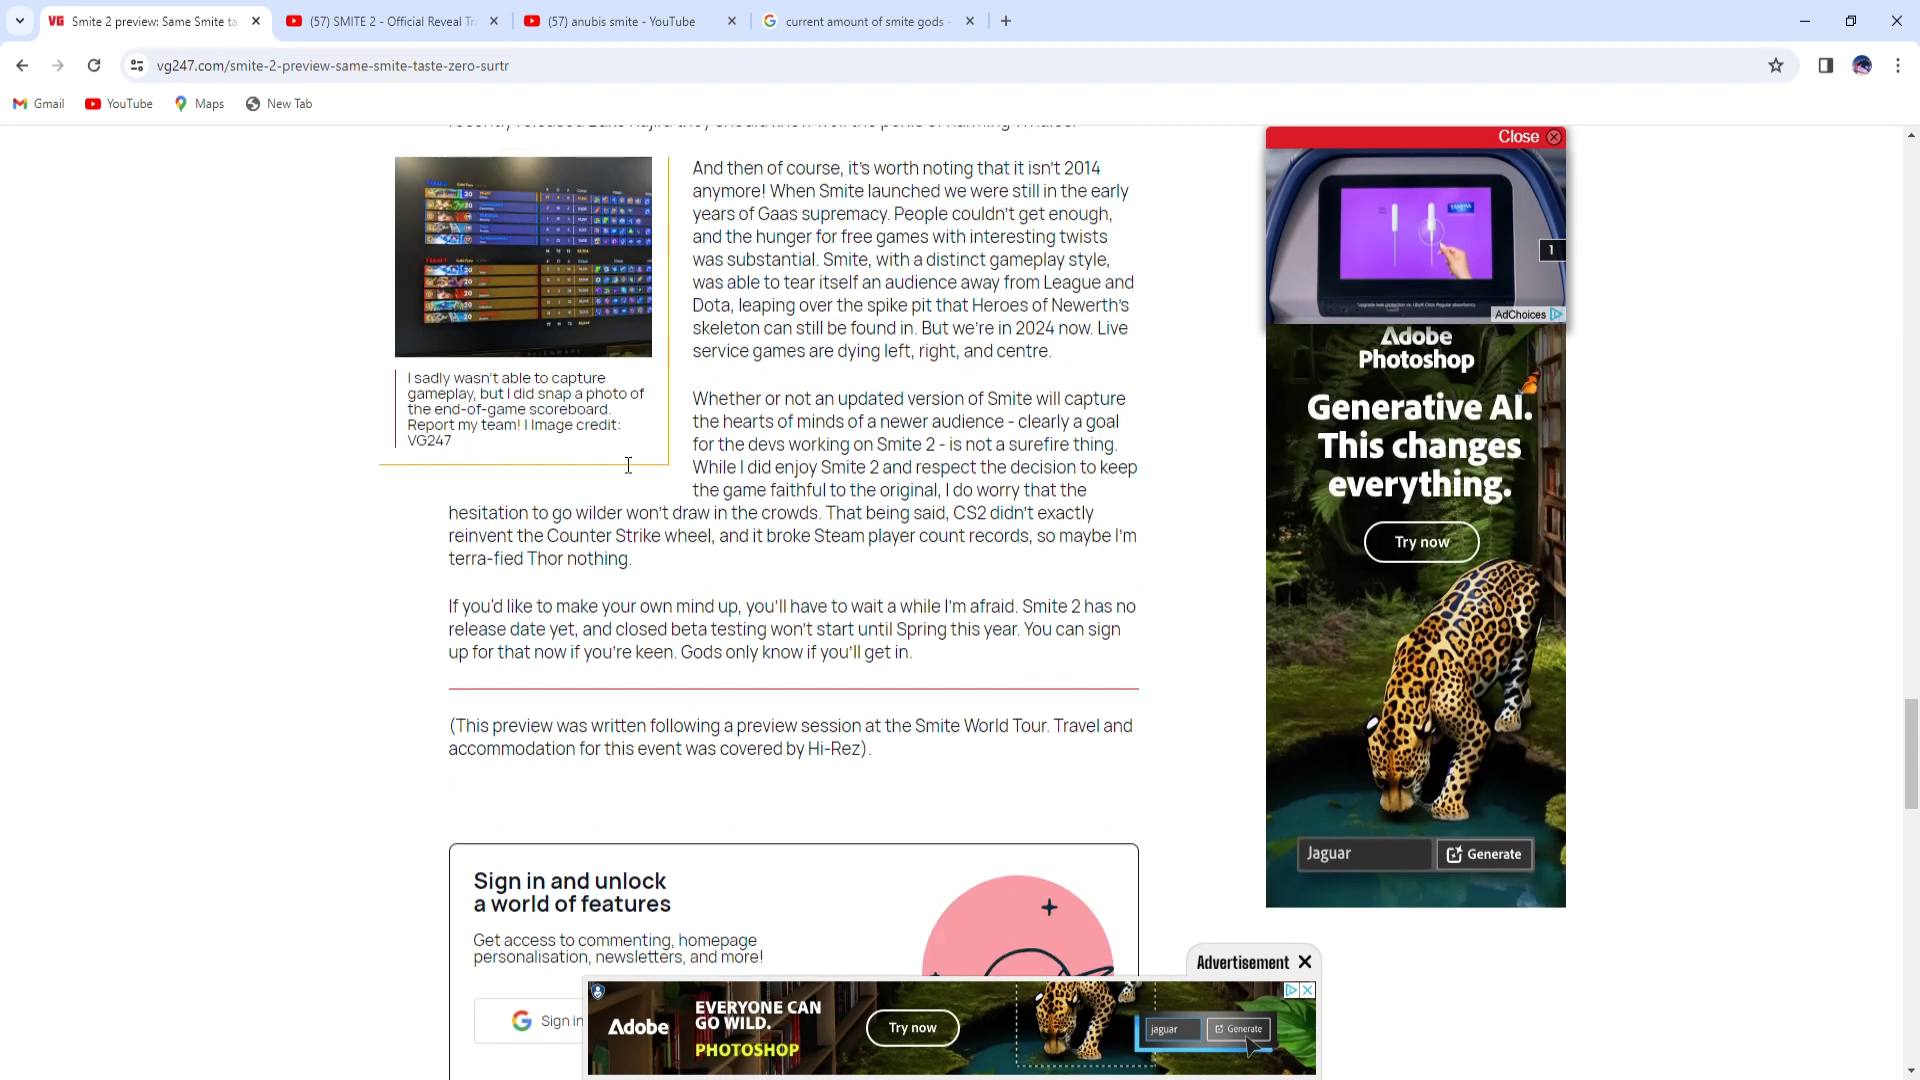 Smite 2 preview: Same Smite ta
(57) SMITE 2 - Official Reveal Tr
(57) anubis smite - YouTube
current amount of smite gods -
vg247.com/smite-2-preview-same-smite-taste-zero-surtr
Gmail
YouTube
Maps
New Tab
And then of course, it's worth noting that it isn't 2014
anymore! When Smite launched we were still in the early
years of Gaas supremacy. People couldn't get enough,
and the hunger for free games with interesting twists
was substantial. Smite, with a distinct gameplay style,
was able to tear itself an audience away from League and
Dota, leaping over the spike pit that Heroes of Newerth's
skeleton can still be found in. But we're in 2024 now. Live
service games are dying left, right, and centre.
I sadly wasn't able to capture
gameplay, but I did snap a photo of
the end-of-game scoreboard.
Report my team! | Image credit:
VG247
Whether or not an updated version of Smite will capture
the hearts of minds of a newer audience - clearly a goal
for the devs working on Smite 2 - is not a surefire thing.
While I did enjoy Smite 2 and respect the decision to keep
the game faithful to the original, I do worry that the
hesitation to go wilder won't draw in the crowds. That being said, CS2 didn't exactly
reinvent the Counter Strike wheel, and it broke Steam player count records, so maybe I'm
terra-fied Thor nothing.
If you'd like to make your own mind up, you'll have to wait a while I'm afraid. Smite 2 has no
release date yet, and closed beta testing won't start until Spring this year. You can sign
up for that now if you're keen. Gods only know if you'll get in.
(This preview was written following a preview session at the Smite World Tour. Travel and
accommodation for this event was covered by Hi-Rez).
Sign in and unlock
a world of features
Get access to commenting, homepage
personalisation, newsletters, and more!
Sign in
Close
1
AdChoices
Adobe
Photoshop
Generative AI.
This changes
everything.
Try now
Jaguar
Generate
Advertisement
Adobe
EVERYONE CAN
GO WILD.
PHOTOSHOP
Try now
jaguar
Generate